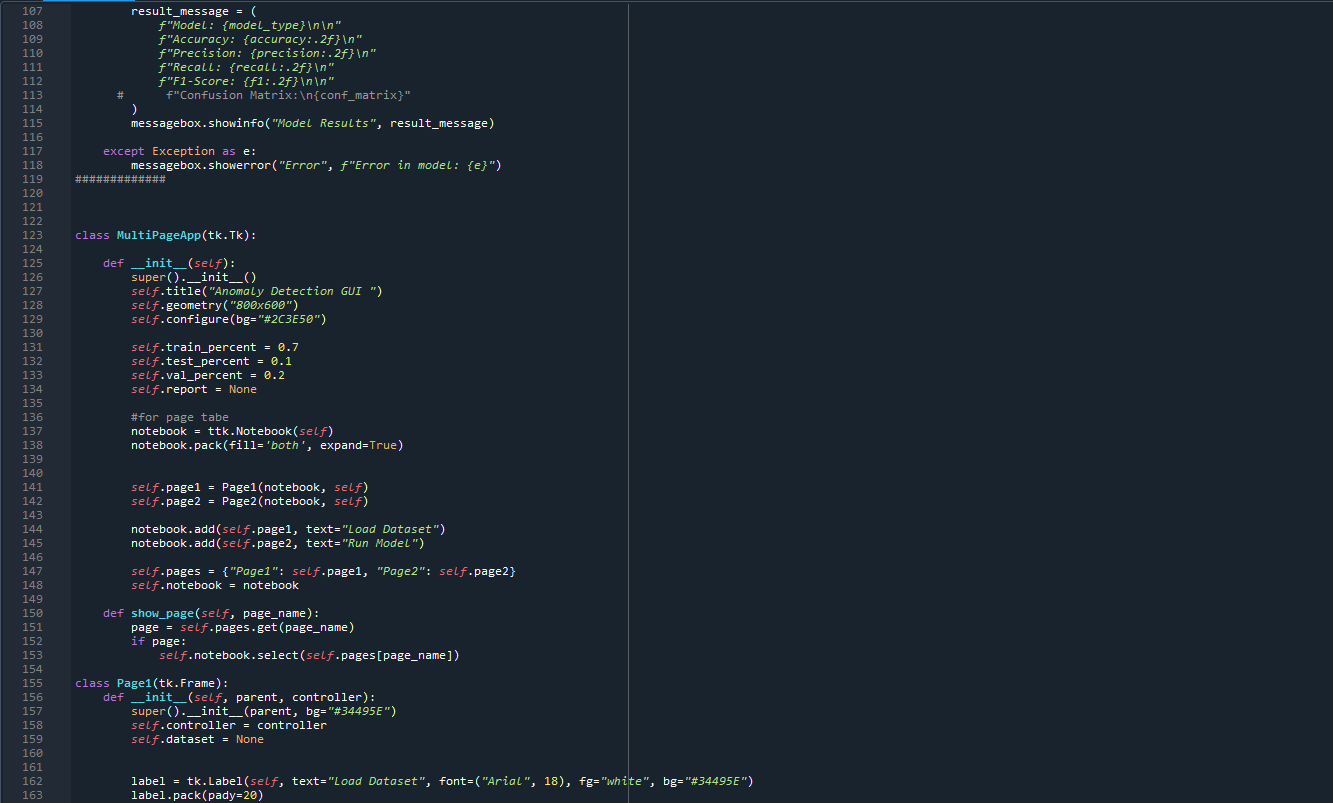 107 result_message = (
108 f"Model: {model_type}\n\n"
109 f"Accuracy: {accuracy:.2f}\n"
110 f"Precision: {precision:.2f}\n"
111 f"Recall: {recall:.2f}\n"
112 f"F1-Score: {f1:.2f}\n\n"
113 # f"Confusion Matrix:\n{conf_matrix}"
114 )
115 messagebox.showinfo("Model Results", result_message)
116
117 except Exception as e:
118 messagebox.showerror("Error", f"Error in model: {e}")
119 #############
120
121
122
123 class MultiPageApp(tk.Tk):
124
125 def __init__(self):
126 super().__init__()
127 self.title("Anomaly Detection GUI ")
128 self.geometry("800x600")
129 self.configure(bg="#2C3E50")
130
131 self.train_percent = 0.7
132 self.test_percent = 0.1
133 self.val_percent = 0.2
134 self.report = None
135
136 #for page tabe
137 notebook = ttk.Notebook(self)
138 notebook.pack(fill='both', expand=True)
139
140
141 self.page1 = Page1(notebook, self)
142 self.page2 = Page2(notebook, self)
143
144 notebook.add(self.page1, text="Load Dataset")
145 notebook.add(self.page2, text="Run Model")
146
147 self.pages = {"Page1": self.page1, "Page2": self.page2}
148 self.notebook = notebook
149
150 def show_page(self, page_name):
151 page = self.pages.get(page_name)
152 if page:
153 self.notebook.select(self.pages[page_name])
154
155 class Page1(tk.Frame):
156 def __init__(self, parent, controller):
157 super().__init__(parent, bg="#34495E")
158 self.controller = controller
159 self.dataset = None
160
161
162 label = tk.Label(self, text="Load Dataset", font=("Arial", 18), fg="white", bg="#34495E")
163 label.pack(pady=20)